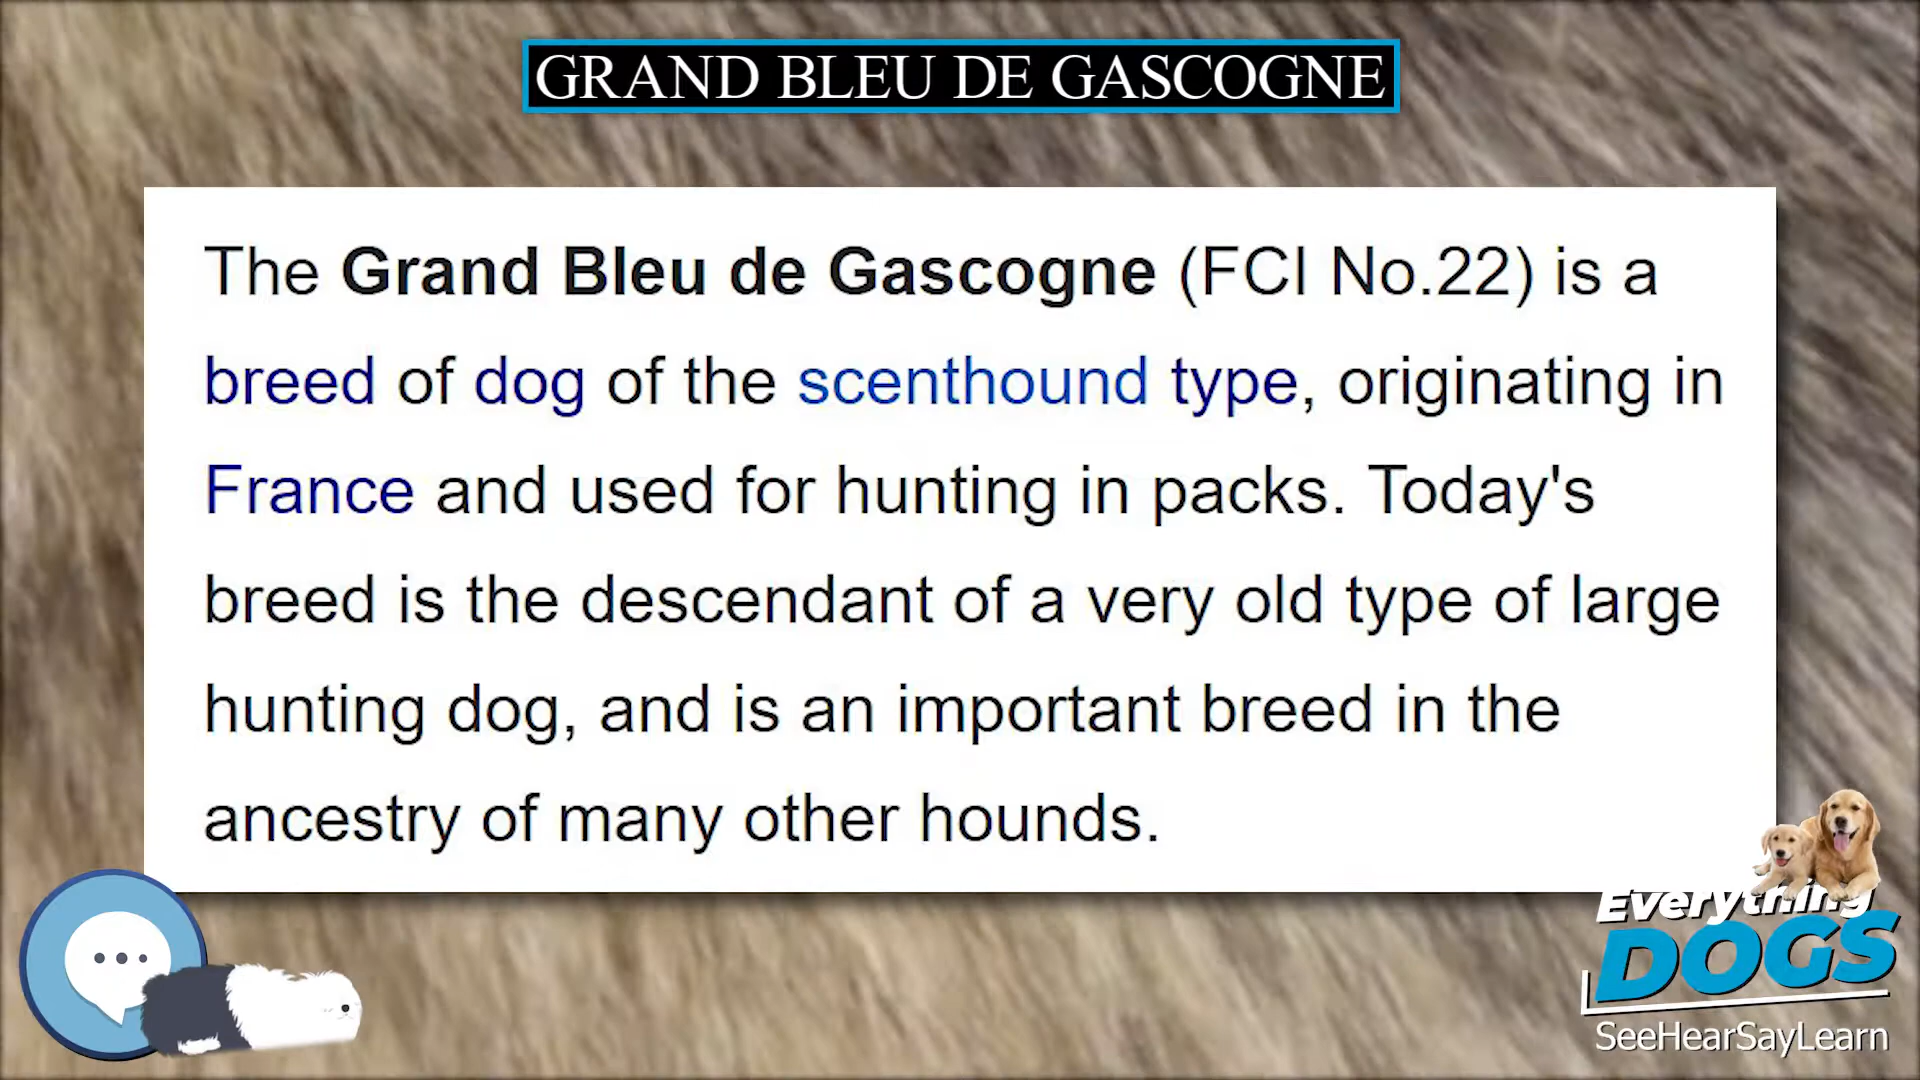 GRAND BLEU DE GASCOGNE
The Grand Bleu de Gascogne (FCI No.22) is a
breed of dog of the scenthound type, originating in
France and used for hunting in packs. Today's
breed is the descendant of a very old type of large
hunting dog, and is an important breed in the
ancestry of many other hounds.
Everything
DOGS
SeeHearSayLearn